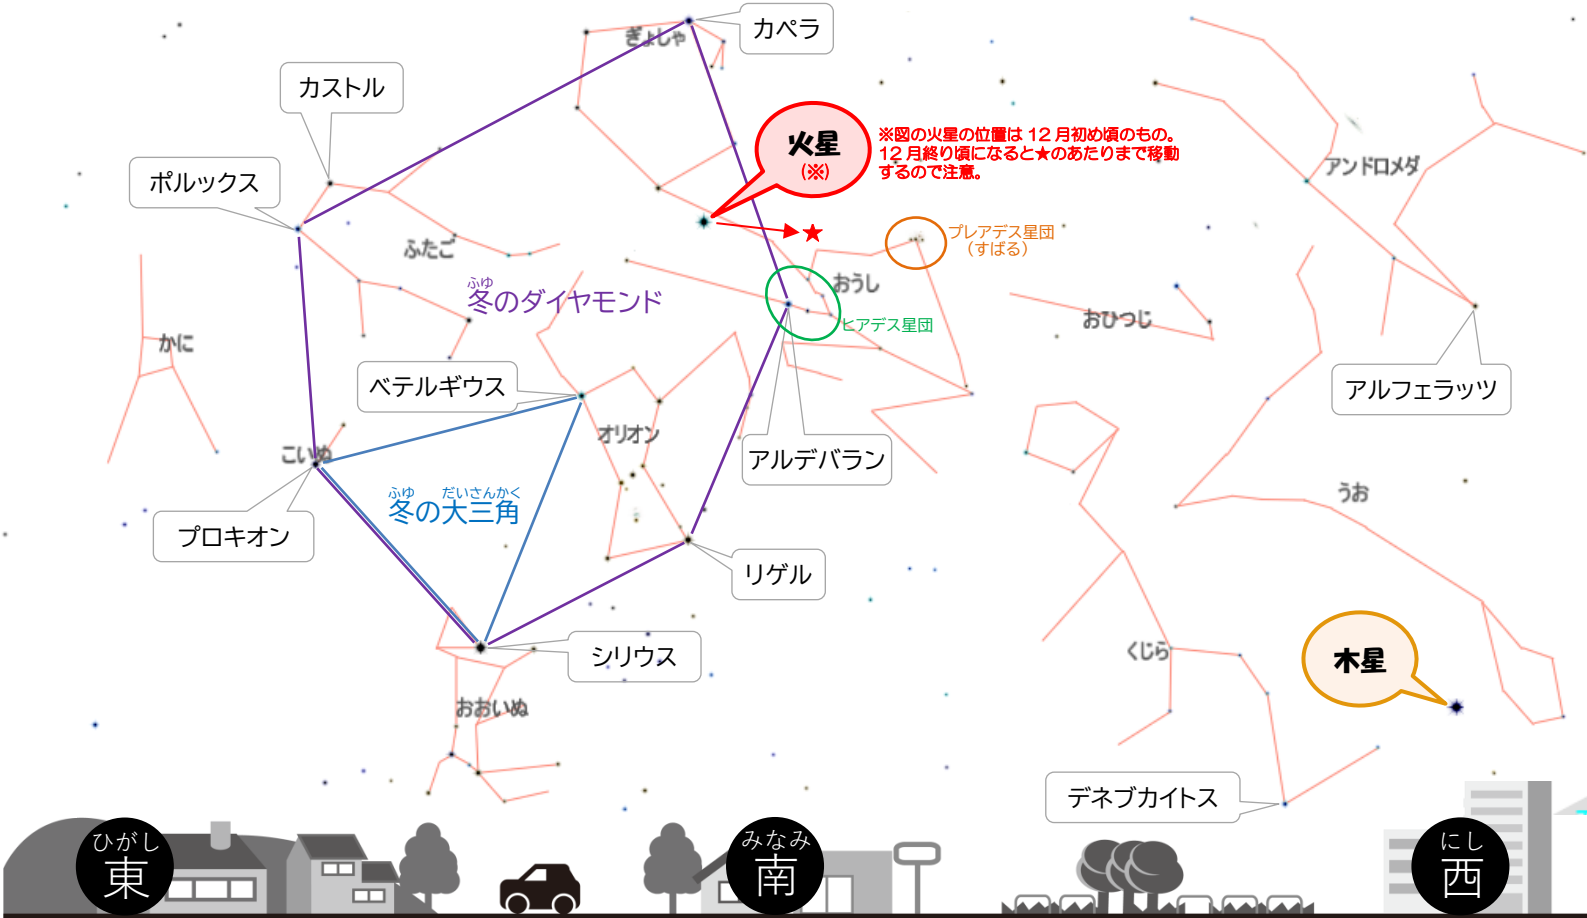 カペラ
ぎょしゃ
カストル
火星
(※)
※図の火星の位置は 12 月初め頃のもの。
12 月終り頃になると★のあたりまで移動
するので注意。
アンドロメダ
ポルックス
ふたご
プレアデス星団
(すばる)
ふゆ
冬のダイヤモンド
おうし
ヒアデス星団
おひつじ
かに
ベテルギウス
アルフェラッツ
オリオン
アルデバラン
こいぬ
ふゆ だいさんかく
冬の大三角
うお
プロキオン
リゲル
シリウス
くじら
木星
おおいぬ
デネブカイトス
ひがし
東
みなみ
南
にし
西